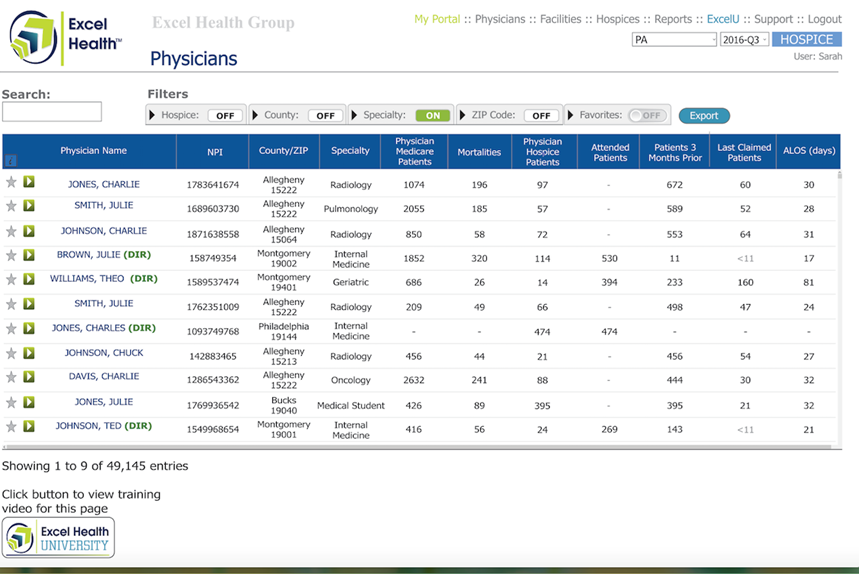 Excel Health™
Excel Health Group
My Portal :: Physicians :: Facilities :: Hospices :: Reports :: ExcelU :: Support :: Logout
Physicians
PA 2016-Q3 HOSPICE
User: Sarah
Search:
Filters
Hospice: OFF County: OFF Specialty: ON ZIP Code: OFF Favorites: OFF Export
i Physician Name NPI County/ZIP Specialty Physician Medicare Patients Mortalities Physician Hospice Patients Attended Patients Patients 3 Months Prior Last Claimed Patients ALOS (days)
JONES, CHARLIE 1783641674 Allegheny 15222 Radiology 1074 196 97 - 672 60 30
SMITH, JULIE 1689603730 Allegheny 15222 Pulmonology 2055 185 57 - 589 52 28
JOHNSON, CHARLIE 1871638558 Allegheny 15064 Radiology 850 58 72 - 553 64 31
BROWN, JULIE (DIR) 158749354 Montgomery 19002 Internal Medicine 1852 320 114 530 11 <11 17
WILLIAMS, THEO (DIR) 1589537474 Montgomery 19401 Geriatric 686 26 14 394 233 160 81
SMITH, JULIE 1762351009 Allegheny 15222 Radiology 209 49 66 - 498 47 24
JONES, CHARLES (DIR) 1093749768 Philadelphia 19144 Internal Medicine - - 474 474 - - -
JOHNSON, CHUCK 142883465 Allegheny 15213 Radiology 456 44 21 - 456 54 27
DAVIS, CHARLIE 1286543362 Allegheny 15222 Oncology 2632 241 88 - 444 30 32
JONES, JULIE 1769936542 Bucks 19040 Medical Student 426 89 395 - 395 21 32
JOHNSON, TED (DIR) 1549968654 Montgomery 19001 Internal Medicine 416 56 24 269 143 <11 21
Showing 1 to 9 of 49,145 entries
Click button to view training
video for this page
Excel Health
UNIVERSITY